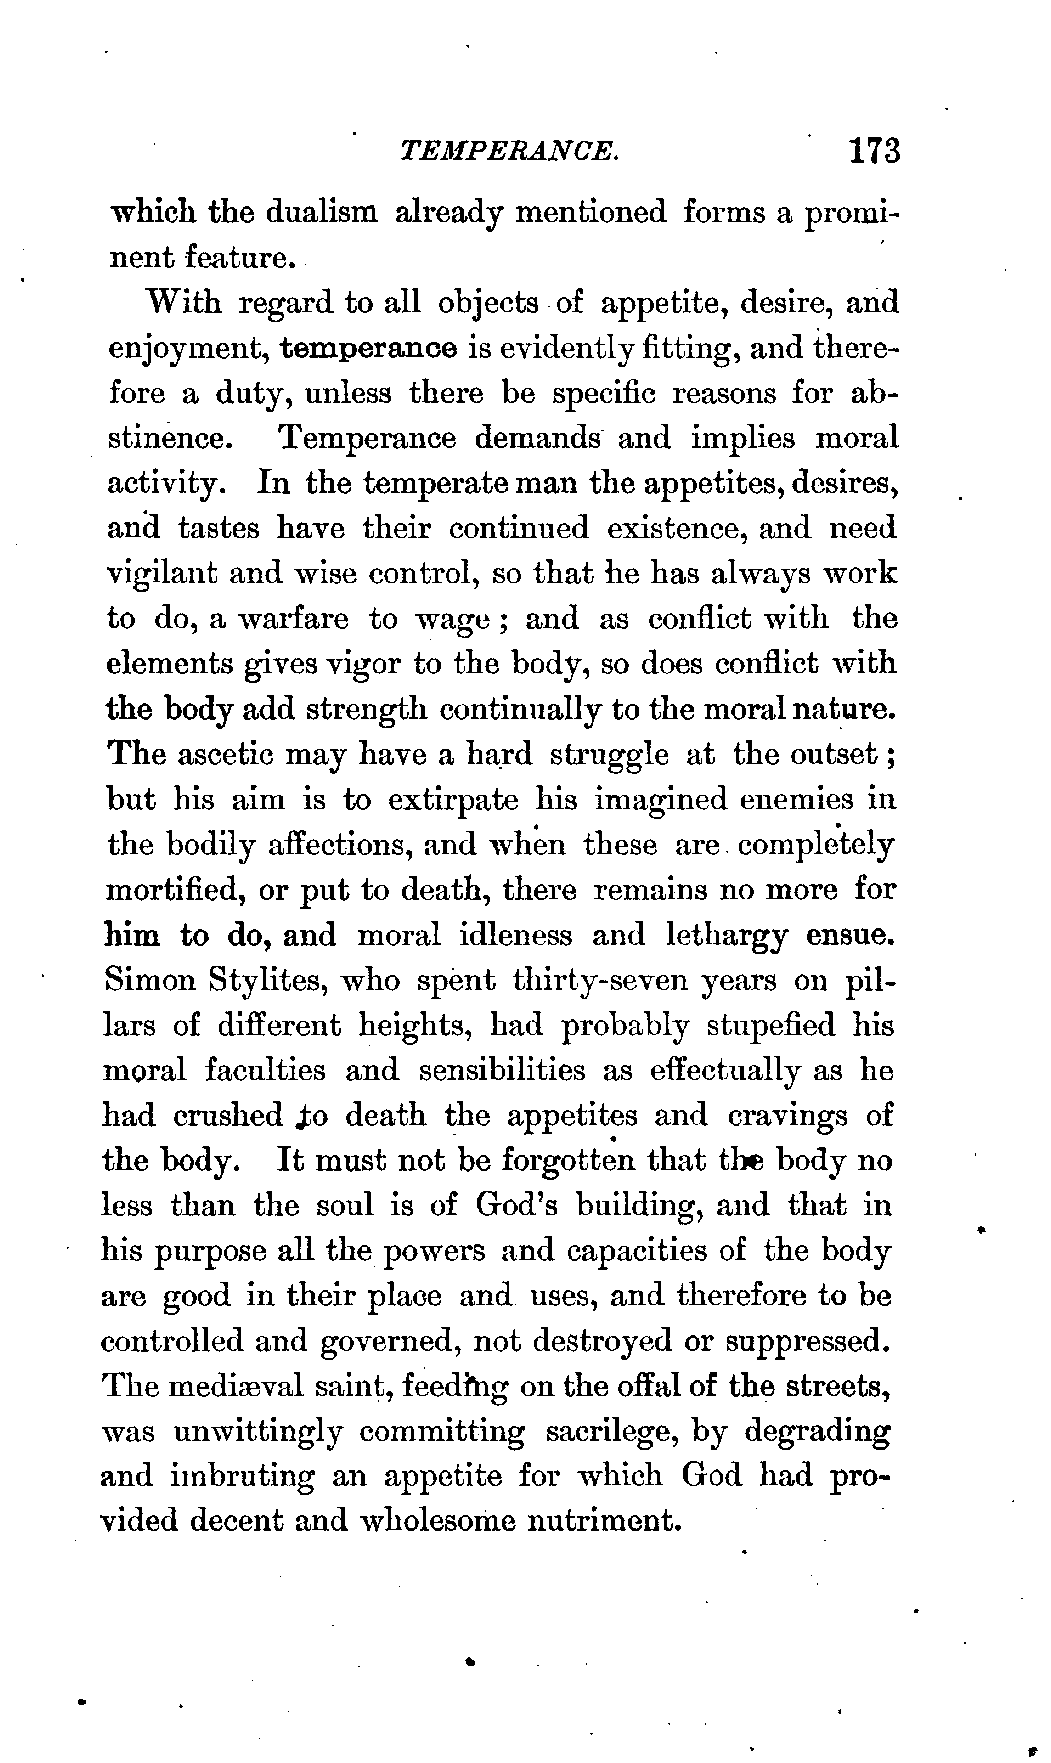 TEMPERANCE. 173
which the dualism already mentioned forms a promi-
nent feature.
With regard to all objects of appetite, desire, and
enjoyment, temperance is evidently fitting, and there-
fore a duty, unless there be specific reasons for ab-
stinence. Temperance demands and implies moral
activity. In the temperate man the appetites, desires,
and tastes have their continued existence, and need
vigilant and wise control, so that he has always work
to do, a warfare to wage ; and as conflict with the
elements gives vigor to the body, so does conflict with
the body add strength continually to the moral nature.
The ascetic may have a hard struggle at the outset ;
but his aim is to extirpate his imagined enemies in
the bodily affections, and when these are completely
mortified, or put to death, there remains no more for
him to do, and moral idleness and lethargy ensue.
Simon Stylites, who spent thirty-seven years on pil-
lars of different heights, had probably stupefied his
moral faculties and sensibilities as effectually as he
had crushed to death the appetites and cravings of
the body. It must not be forgotten that the body no
less than the soul is of God's building, and that in
his purpose all the powers and capacities of the body
are good in their place and uses, and therefore to be
controlled and governed, not destroyed or suppressed.
The mediæval saint, feeding on the offal of the streets,
was unwittingly committing sacrilege, by degrading
and imbruting an appetite for which God had pro-
vided decent and wholesome nutriment.